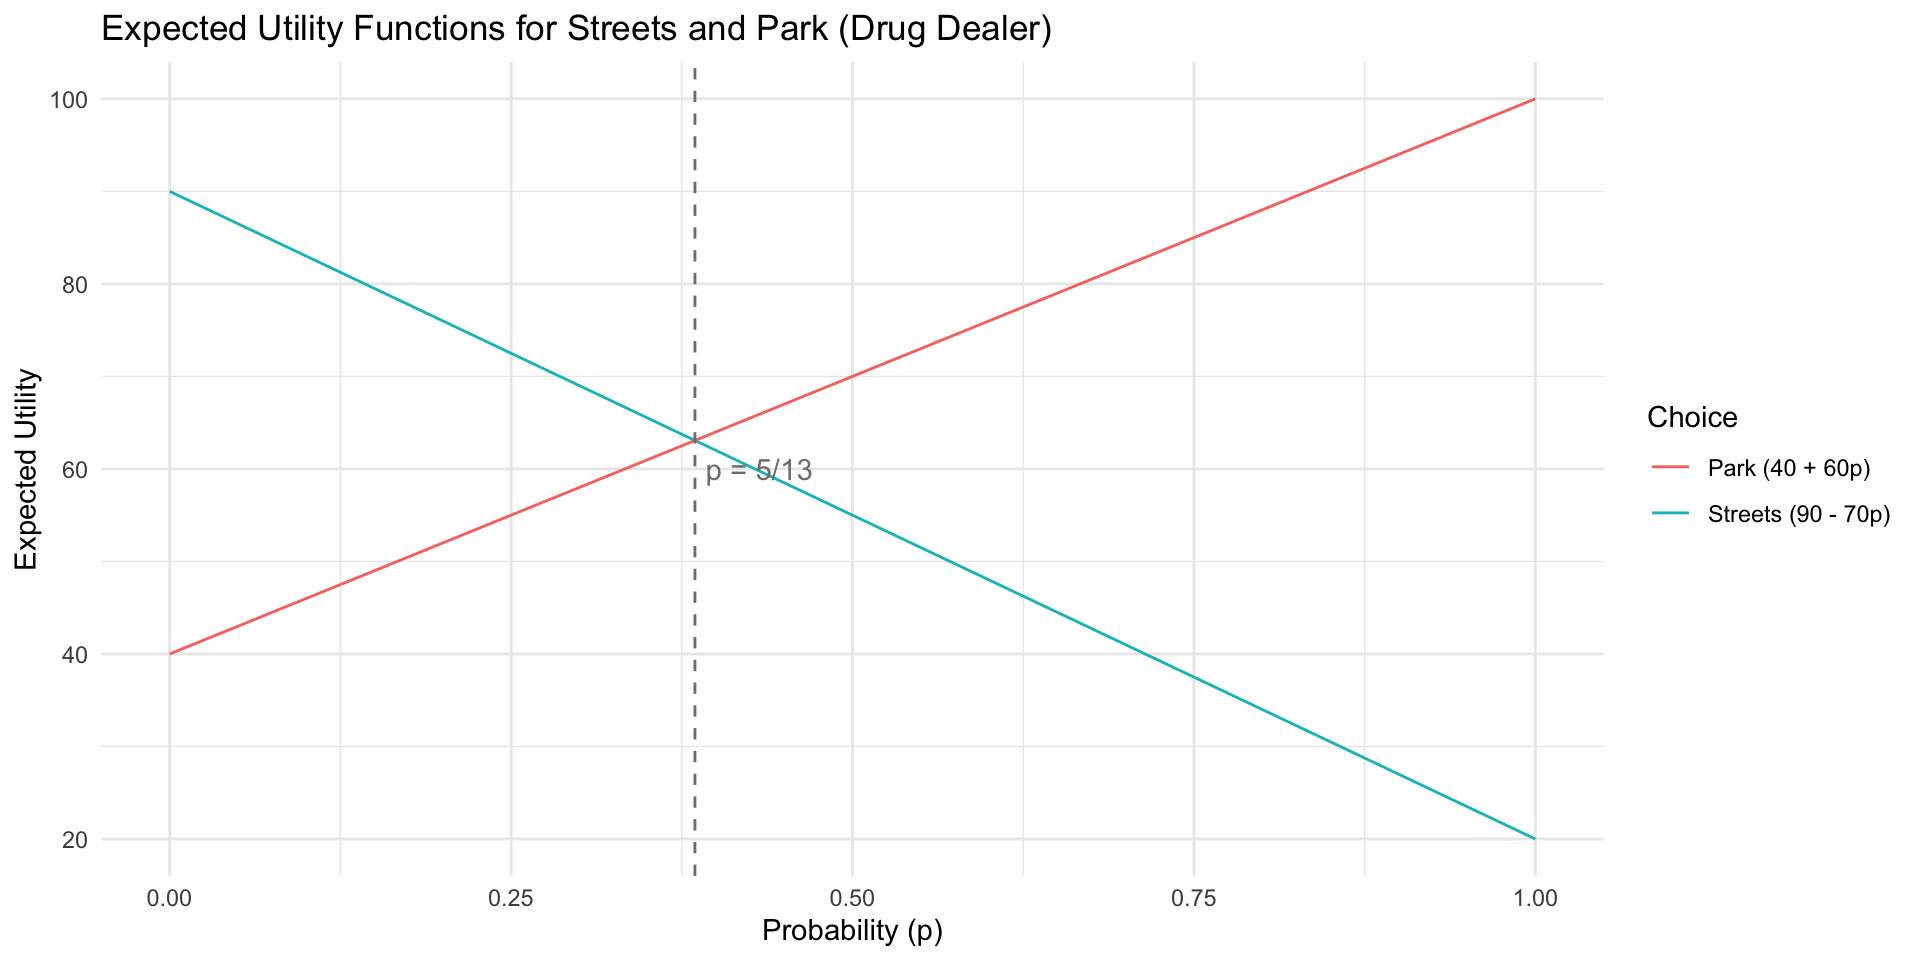 Expected Utility Functions for Streets and Park (Drug Dealer)
100
80
60
40
20
Expected Utility
p = 5/13
0.00
0.25
0.50
0.75
1.00
Probability (p)
Choice
Park (40 + 60p)
Streets (90 - 70p)